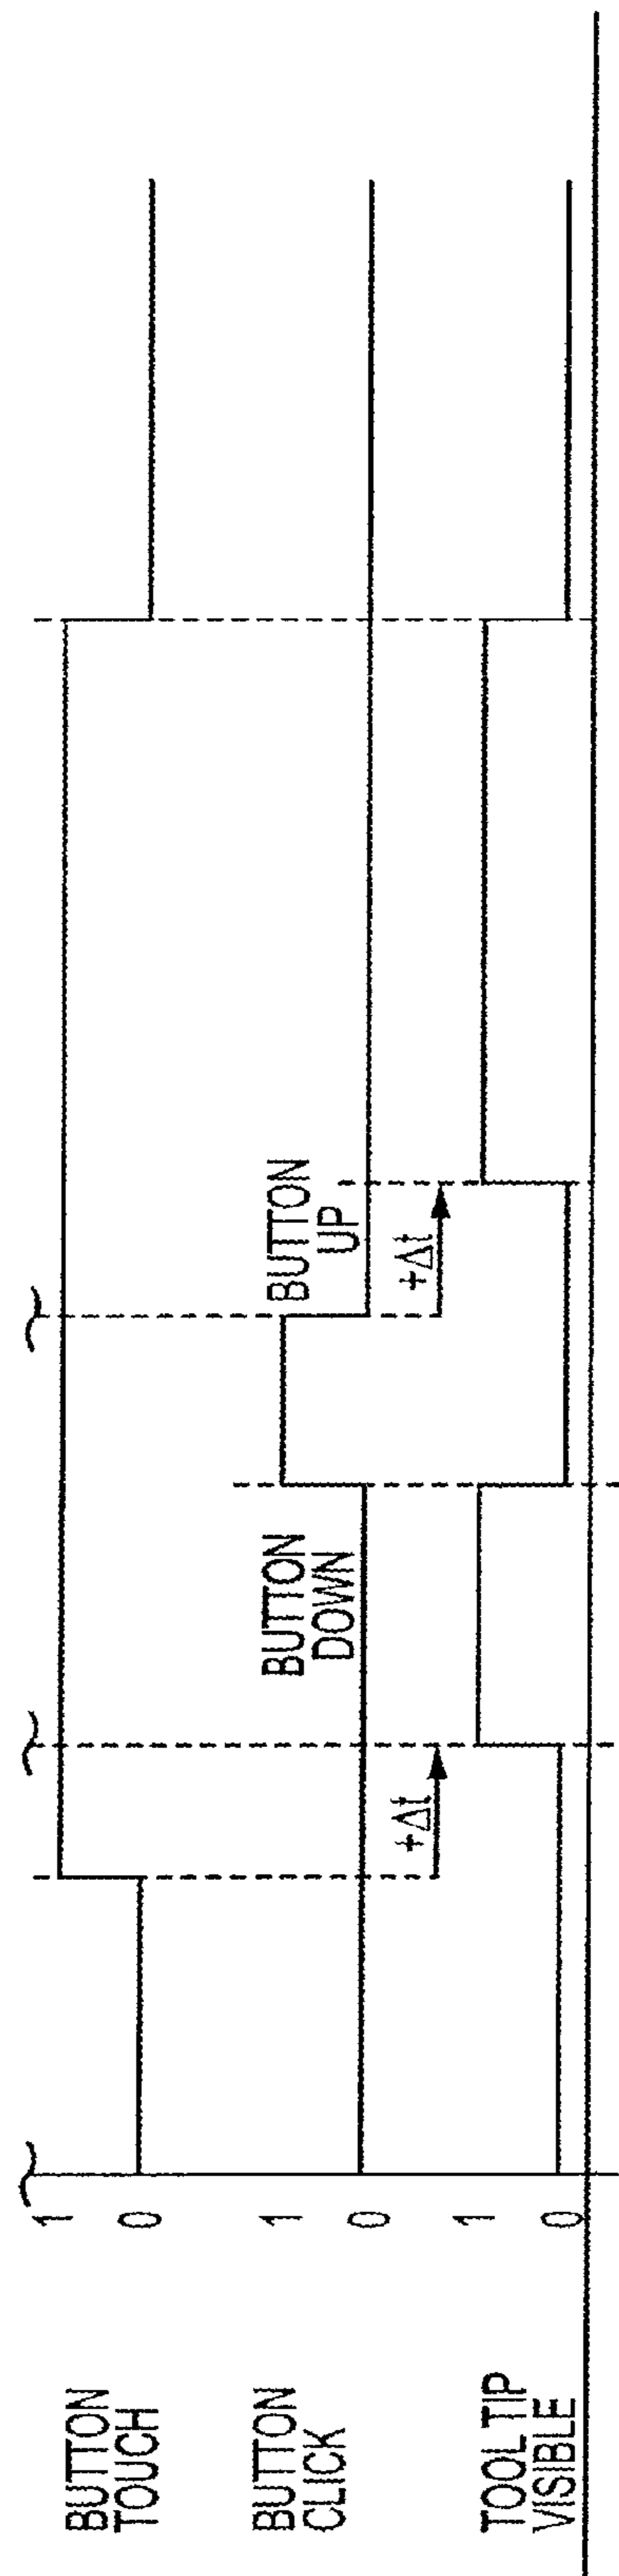 BUTTON
TOUCH
1
0
BUTTON
CLICK
1
0
BUTTON
DOWN
BUTTON
UP
+Δt
+Δt
TOOL TIP
VISIBLE
1
0